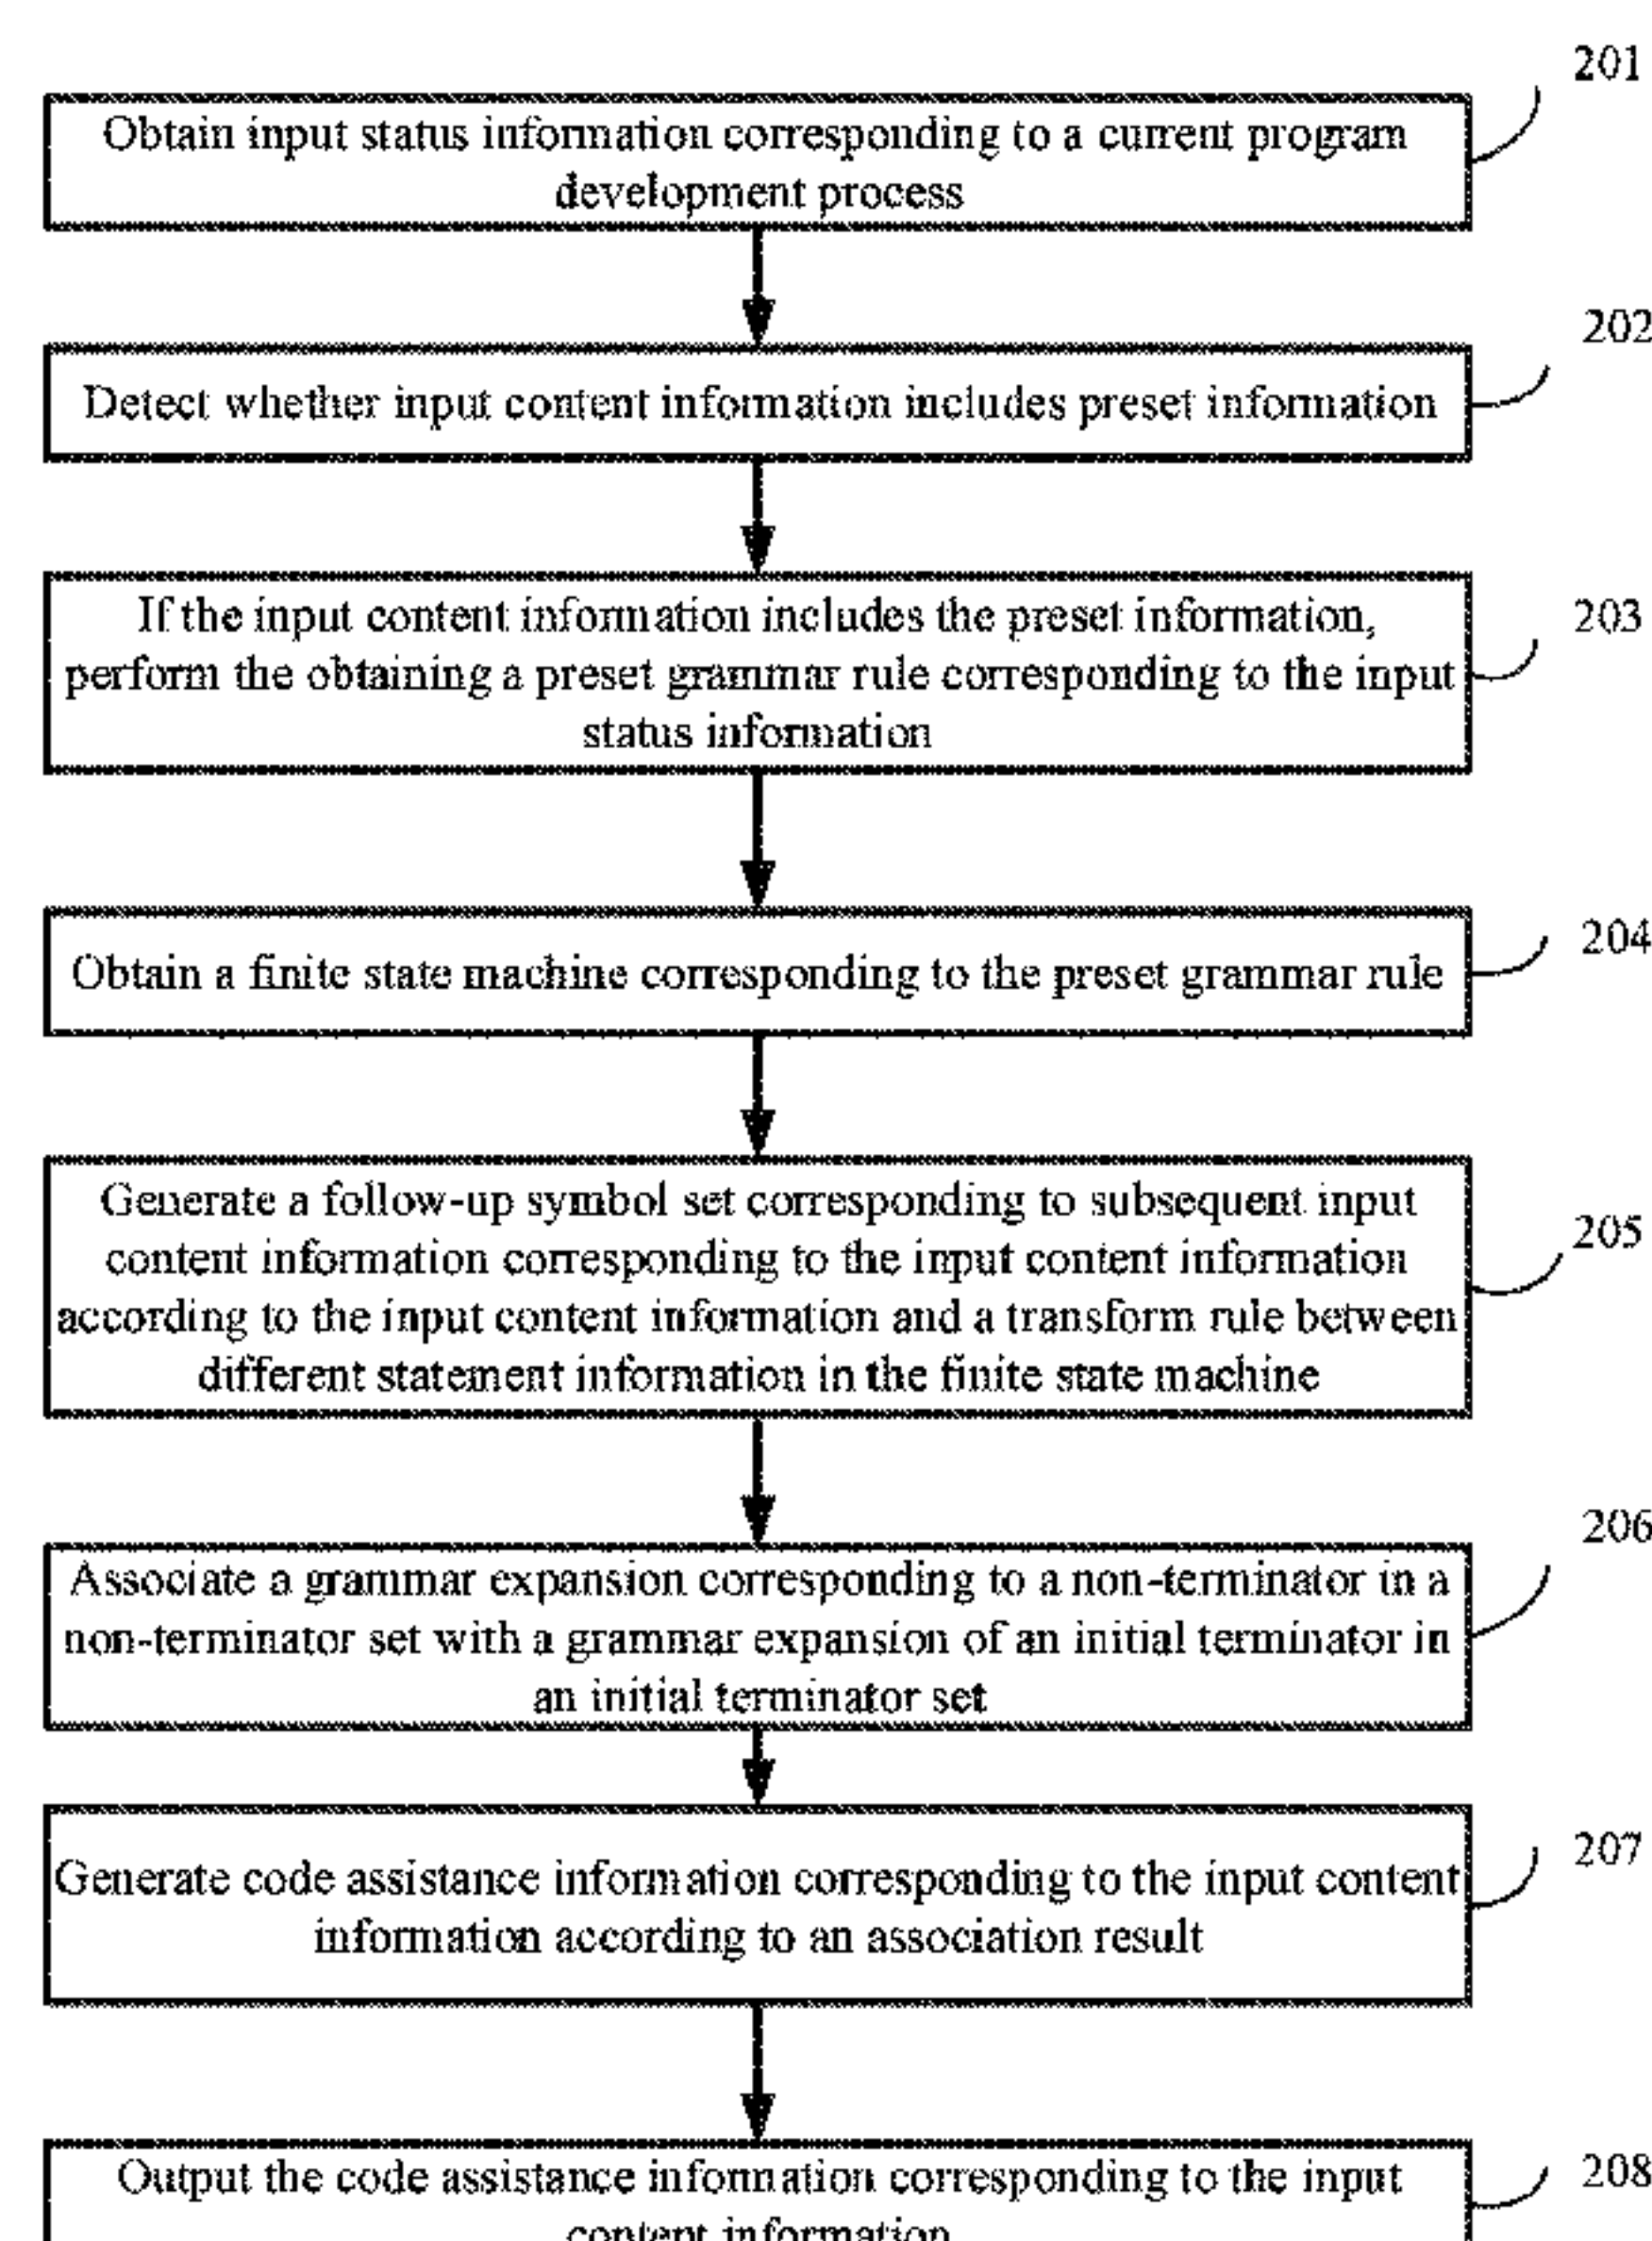 201
Obtain input status information corresponding to a current program
development process
202
Detect whether input content information includes preset information
203
If the input content information includes the preset information,
perform the obtaining a preset grammar rule corresponding to the input
status information
204
Obtain a finite state machine corresponding to the preset grammar rule
205
Generate a follow-up symbol set corresponding to subsequent input
content information corresponding to the input content information
according to the input content information and a transform rule between
different statement information in the finite state machine
206
Associate a grammar expansion corresponding to a non-terminator in a
non-terminator set with a grammar expansion of an initial terminator in
an initial terminator set
207
Generate code assistance information corresponding to the input content
information according to an association result
208
Output the code assistance information corresponding to the input
content information